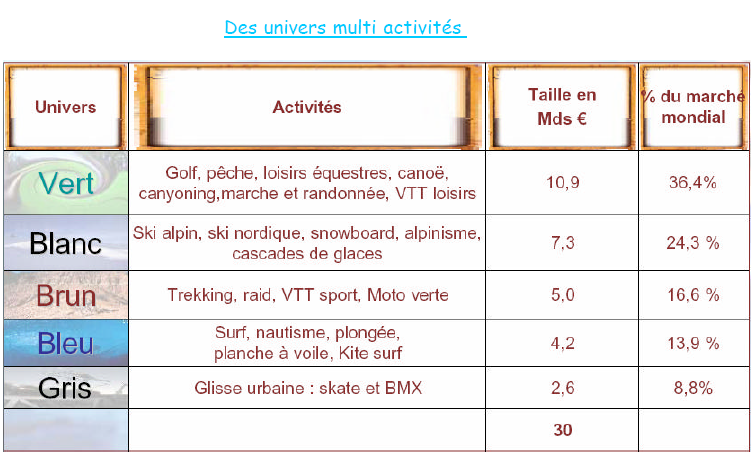 Des univers multi activités
Univers
Activités
Taille en
Mds €
% du marché
mondial
Vert
Golf, pêche, loisirs équestres, canoë,
canyoning,marche et randonnée, VTT loisirs
10,9
36,4%
Blanc
Ski alpin, ski nordique, snowboard, alpinisme,
cascades de glaces
7,3
24,3 %
Brun
Trekking, raid, VTT sport, Moto verte
5,0
16,6 %
Bleu
Surf, nautisme, plongée,
planche à voile, Kite surf
4,2
13,9 %
Gris
Glisse urbaine : skate et BMX
2,6
8,8%
30